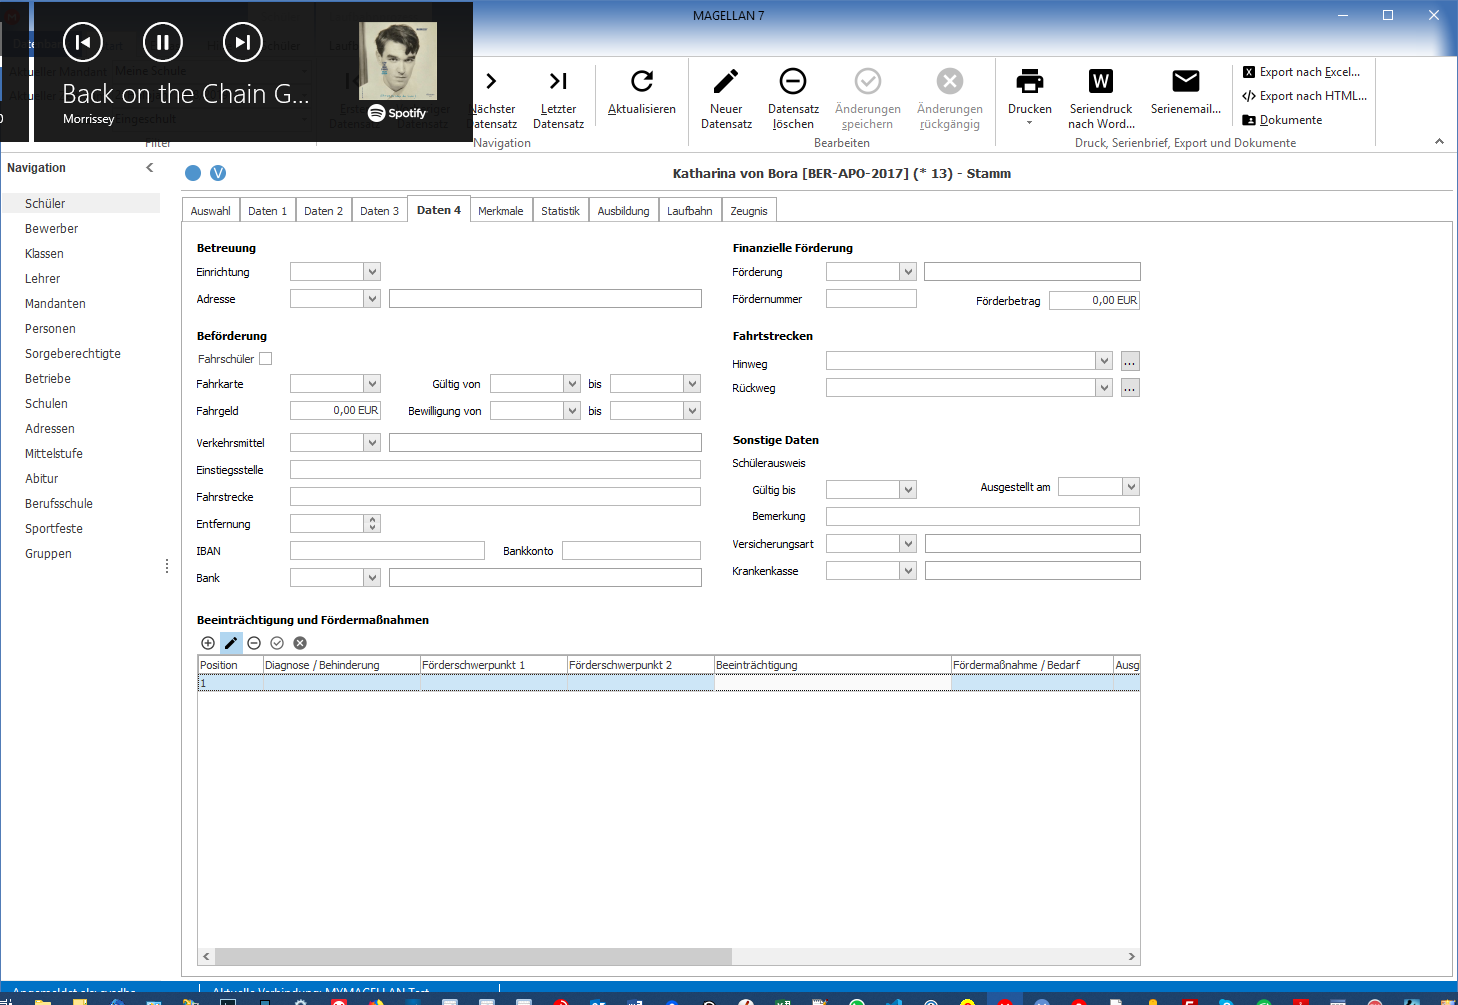 MAGELLAN 7
Back on the Chain G...
Morrissey
Spotify
Filter
Nächster Datensatz
Letzter Datensatz
Navigation
Aktualisieren
Neuer Datensatz
Datensatz löschen
Änderungen speichern
Änderungen rückgängig
Bearbeiten
Drucken
Seriendruck nach Word...
Serienemail...
Export nach Excel...
Export nach HTML...
Dokumente
Druck, Serienbrief, Export und Dokumente
Navigation
Schüler
Bewerber
Klassen
Lehrer
Mandanten
Personen
Sorgeberechtigte
Betriebe
Schulen
Adressen
Mittelstufe
Abitur
Berufsschule
Sportfeste
Gruppen
V
Katharina von Bora [BER-APO-2017] (* 13) - Stamm
Auswahl Daten 1 Daten 2 Daten 3 Daten 4 Merkmale Statistik Ausbildung Laufbahn Zeugnis
Betreuung
Einrichtung
Adresse
Beförderung
Fahrschüler
Fahrkarte Gültig von bis
Fahrgeld 0,00 EUR Bewilligung von bis
Verkehrsmittel
Einstiegsstelle
Fahrstrecke
Entfernung
IBAN Bankkonto
Bank
Finanzielle Förderung
Förderung
Fördernummer Förderbetrag 0,00 EUR
Fahrtstrecken
Hinweg ...
Rückweg ...
Sonstige Daten
Schülerausweis
Gültig bis Ausgestellt am
Bemerkung
Versicherungsart
Krankenkasse
Beeinträchtigung und Fördermaßnahmen
Position Diagnose / Behinderung Förderschwerpunkt 1 Förderschwerpunkt 2 Beeinträchtigung Fördermaßnahme / Bedarf Ausg
1